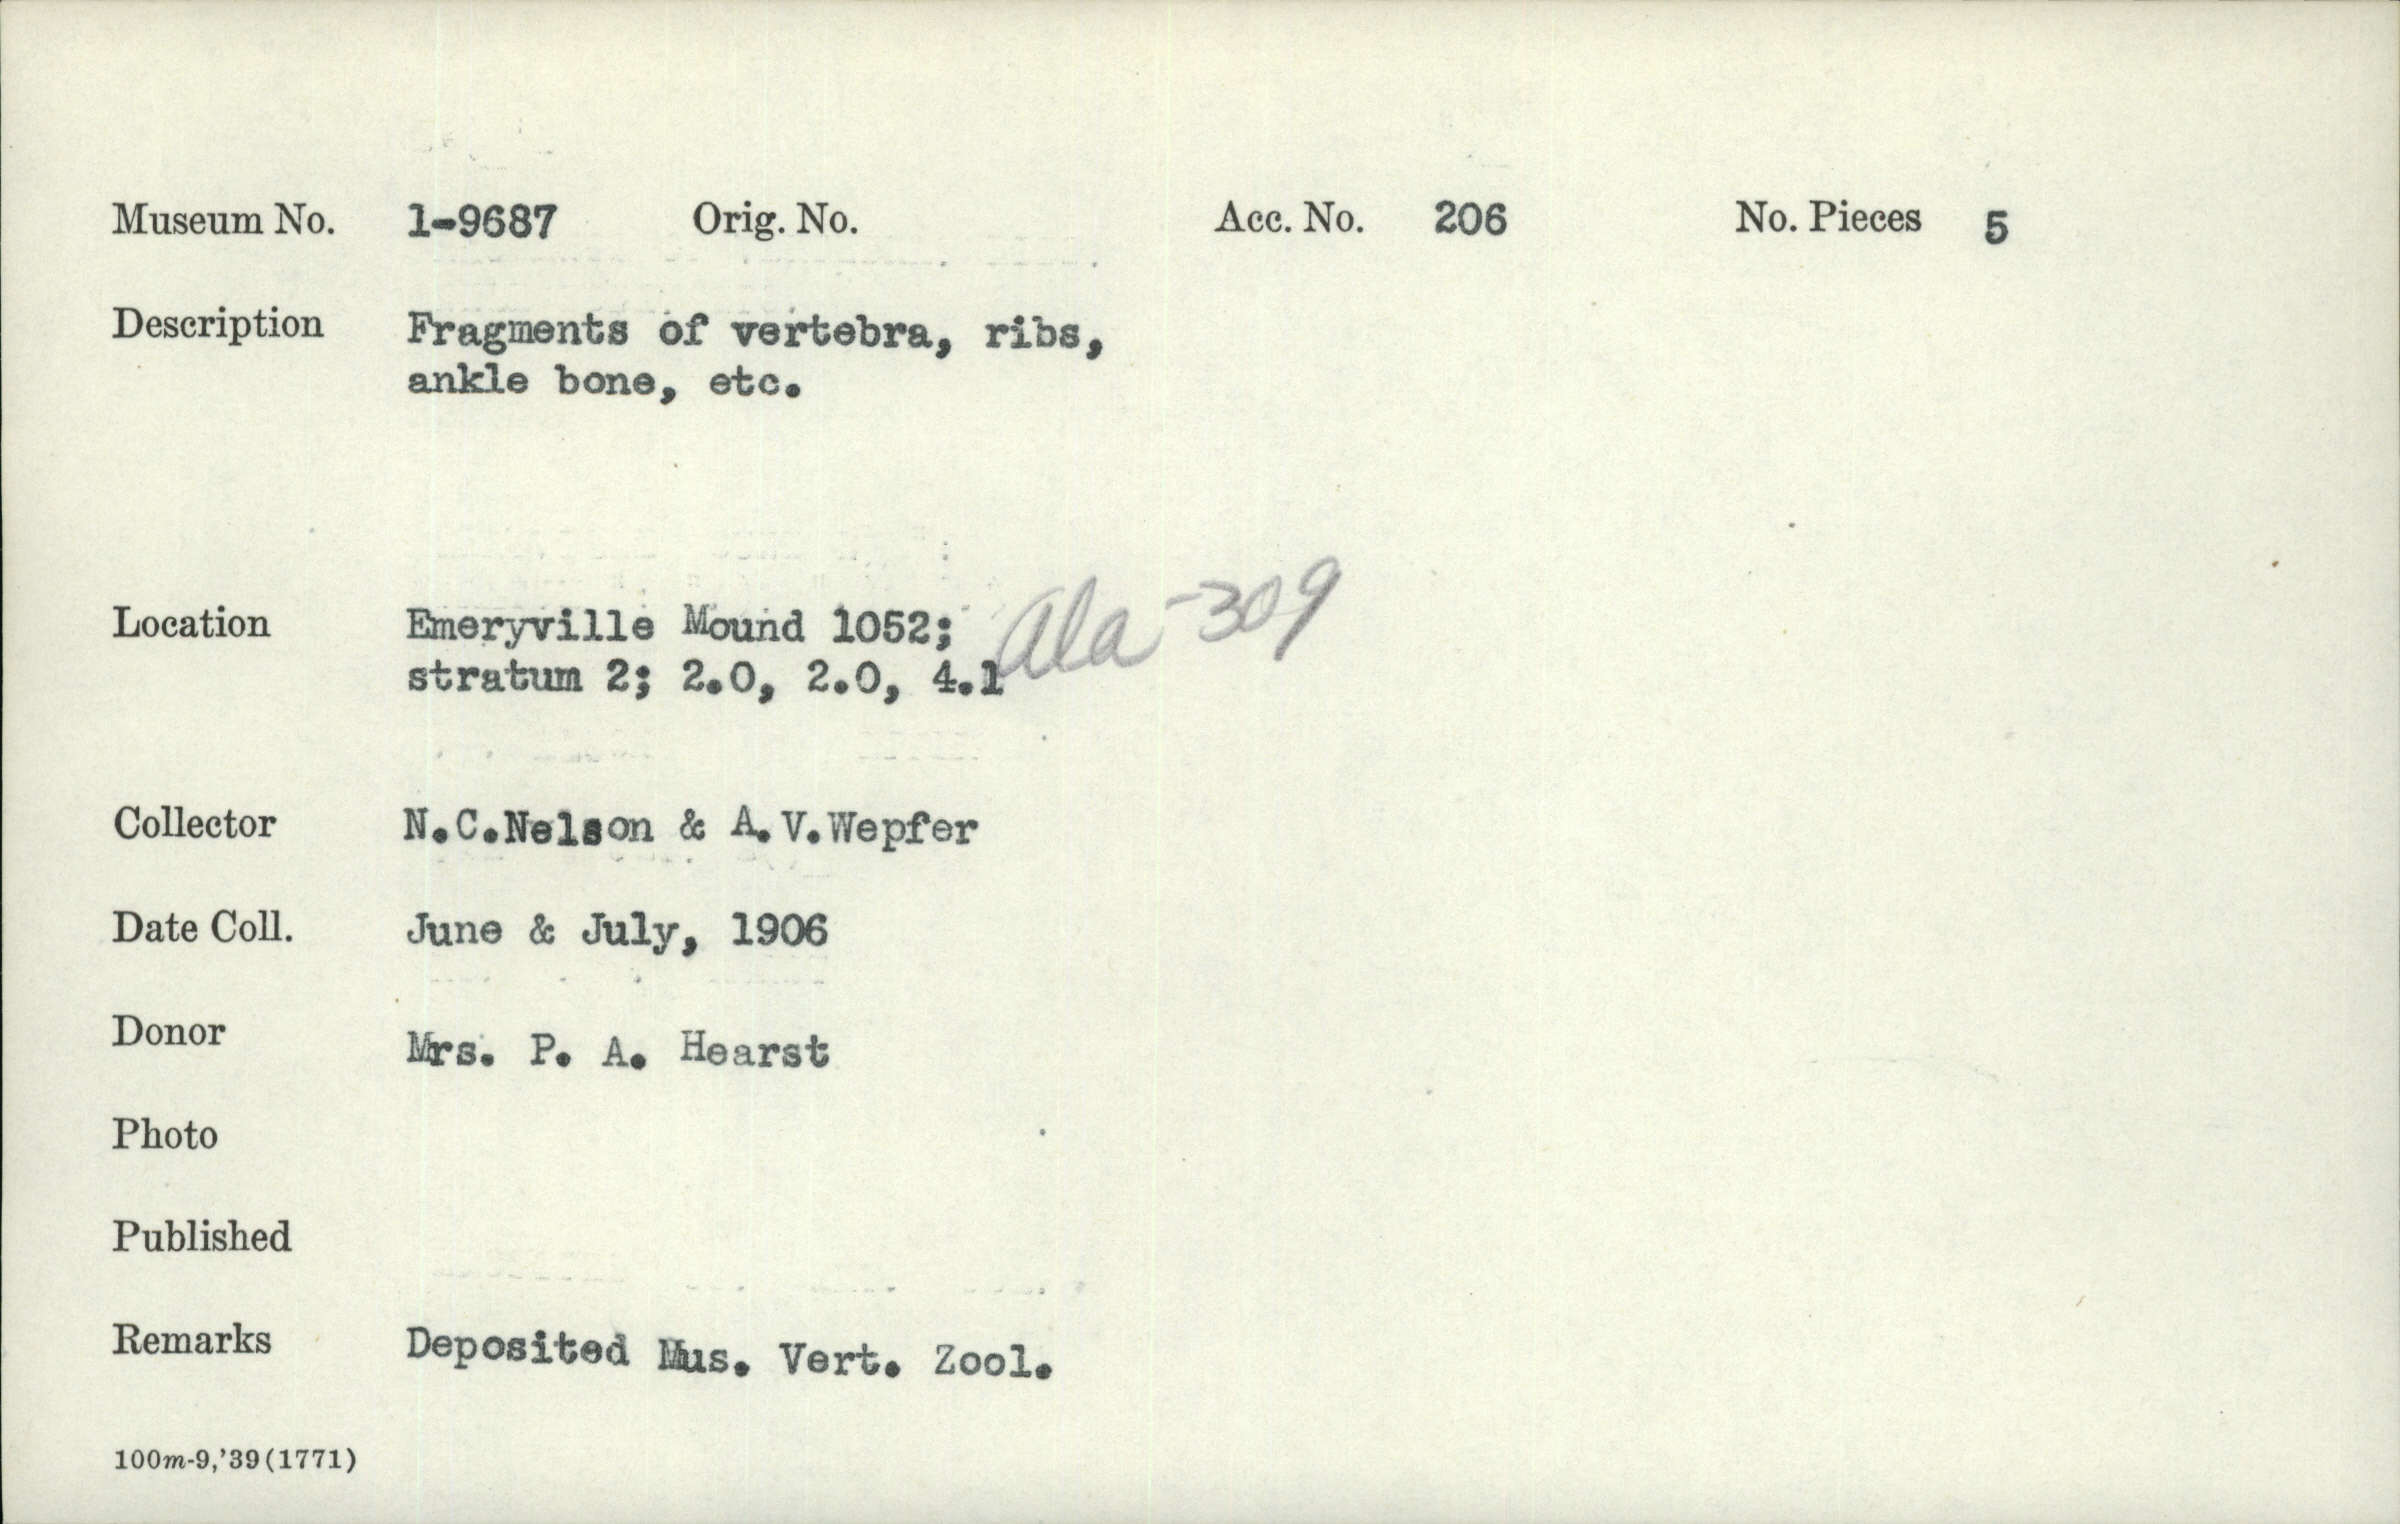 Museum No. 1-9687 Orig. No. Acc. No. 206 No. Pieces 5
Description Fragments of vertebra, ribs,
ankle bone, etc.
Location Emeryville Mound 1052; Ala-309
stratum 2; 2.0, 2.0, 4.1
Collector N.C.Nelson & A.V.Wepfer
Date Coll. June & July, 1906
Donor Mrs. P. A. Hearst
Photo
Published
Remarks Deposited Mus. Vert. Zool.
100m-9,'39(1771)